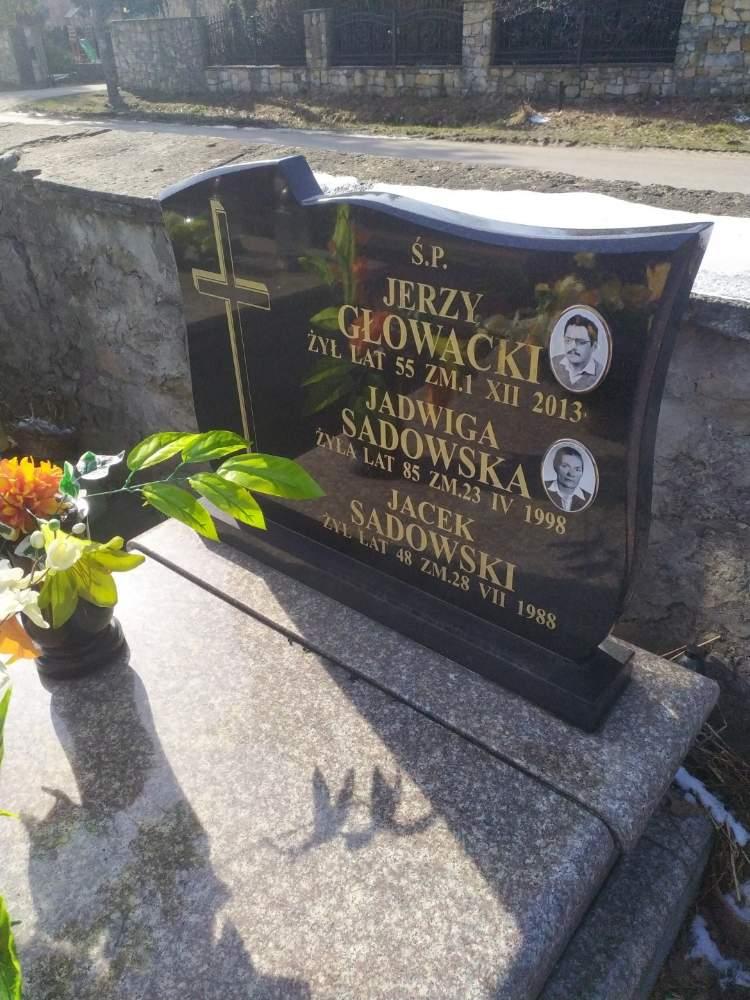 Ś.P.
JERZY
GŁOWACKI
ŻYŁ LAT 55 ZM.1 XII 2013
JADWIGA
SADOWSKA
ŻYŁA LAT 85 ZM.23 IV 1998
JACEK
SADOWSKI
ŻYŁ LAT 48 ZM.28 VII 1988